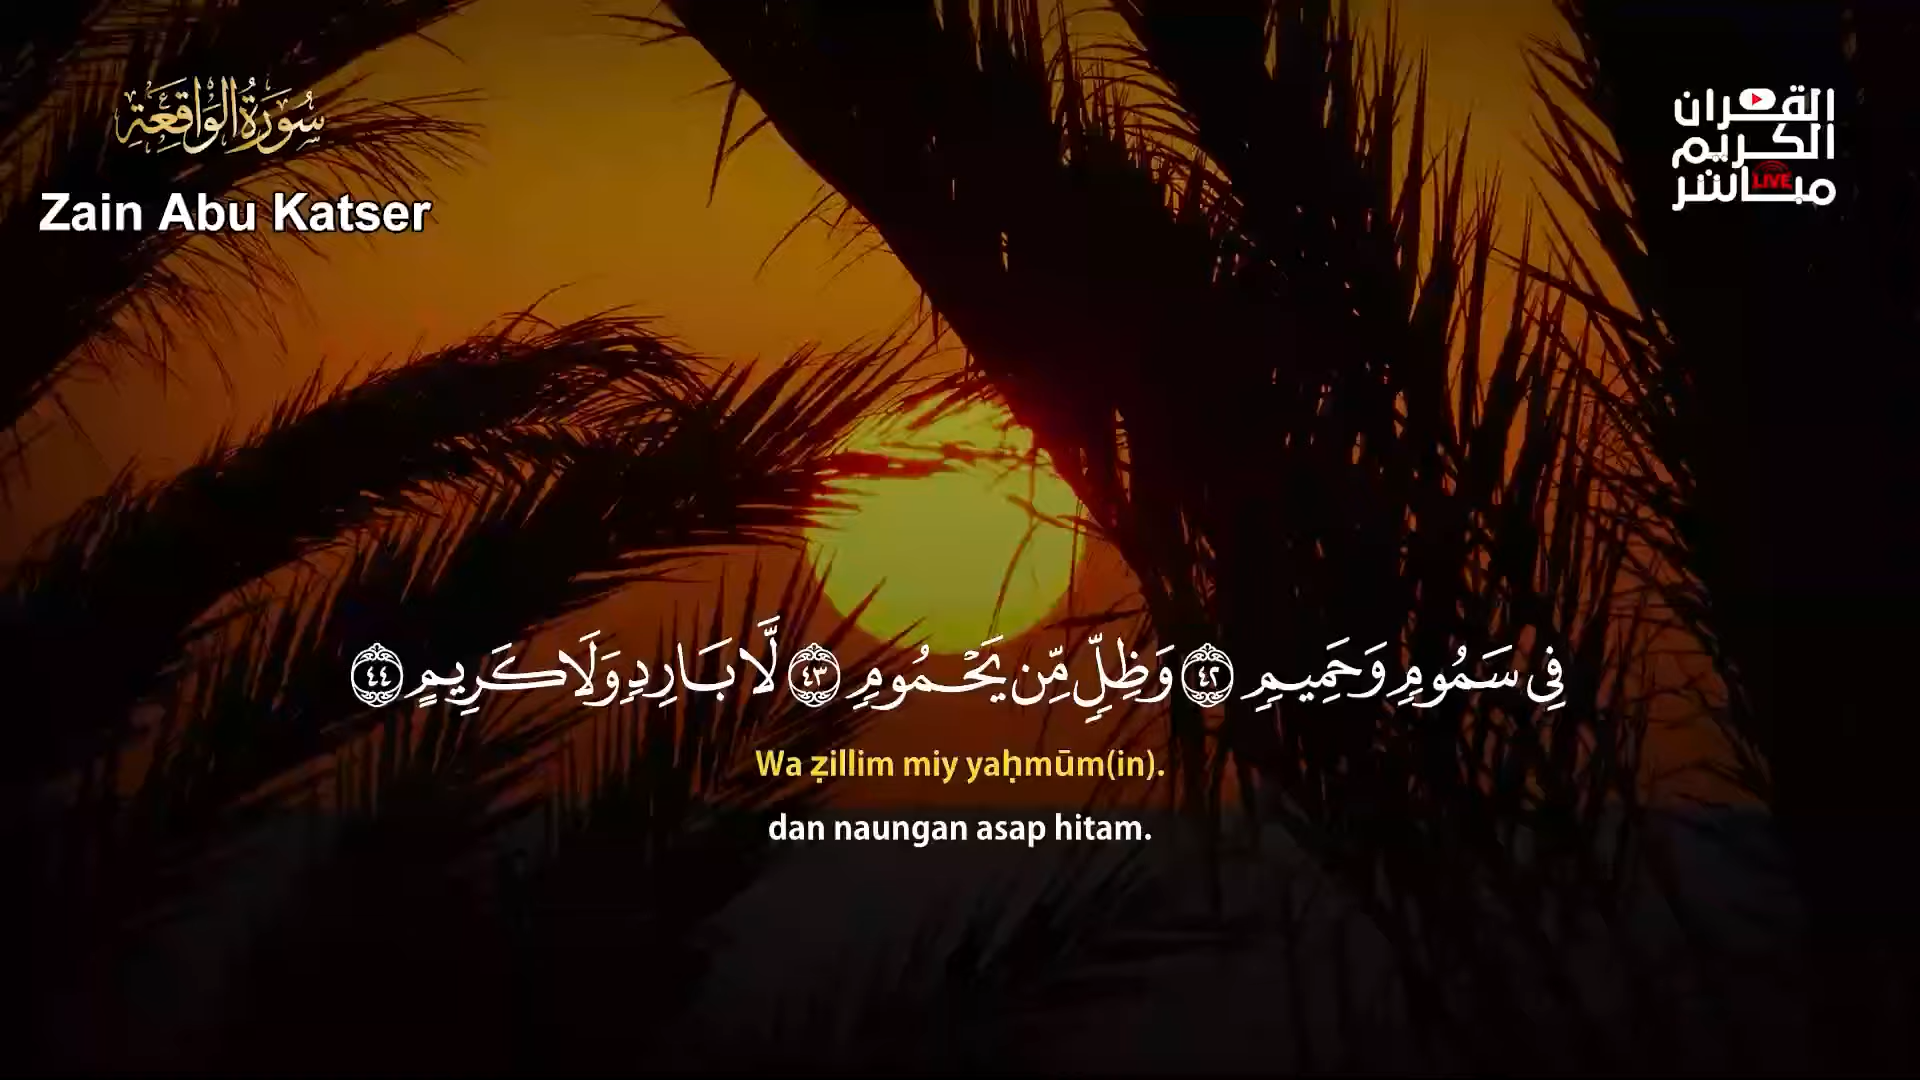 سُورَةُ الوَاقِعَةِ
Zain Abu Katser
القران
الكريم
مباشر
LIVE
فِي سَمُومٍ وَحَمِيمٍ ٤٢ وَظِلٍّ مِّن يَحْمُومٍ ٤٣ لَّا بَارِدٍ وَلَا كَرِيمٍ ٤٤
Wa ẓillim miy yaḥmūm(in).
dan naungan asap hitam.